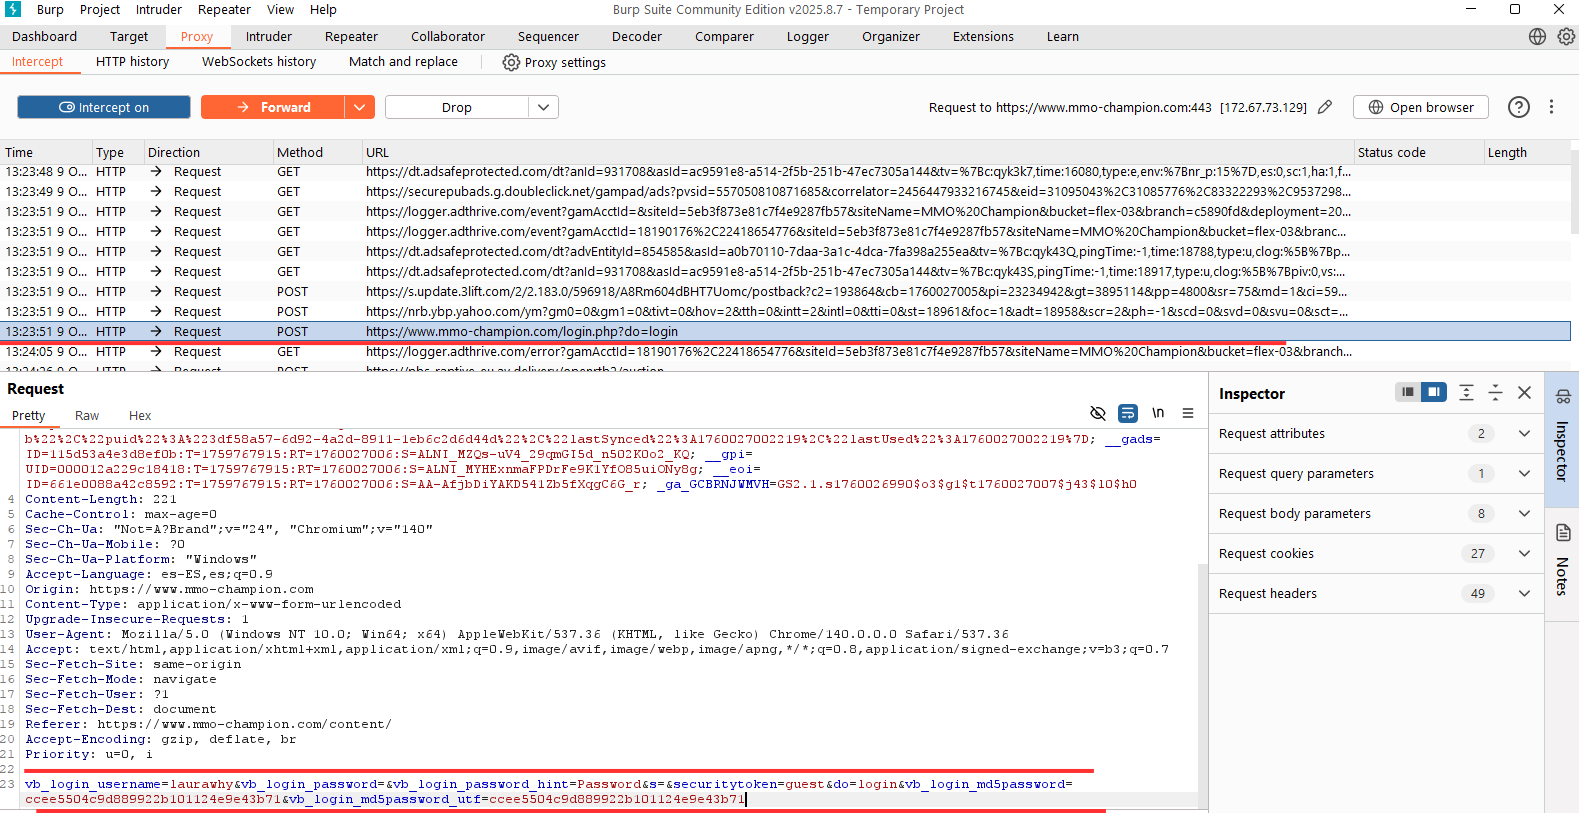 Burp Project Intruder Repeater View Help
Burp Suite Community Edition v2025.8.7 - Temporary Project
Dashboard Target Proxy Intruder Repeater Collaborator Sequencer Decoder Comparer Logger Organizer Extensions Learn
Intercept HTTP history WebSockets history Match and replace Proxy settings
Intercept on Forward Drop Request to https://www.mmo-champion.com:443 [172.67.73.129] Open browser
Time Type Direction Method URL Status code Length
13:23:48 9 O... HTTP Request GET https://dt.adsafeprotected.com/dt?anId=931708&asId=ac9591e8-a514-2f5b-251b-47ec7305a144&tv=%7Bc:qyk3k7,time:16080,type:e,env:%7Bnr_p:15%7D,es:0,sc:1,ha:1,f...
13:23:49 9 O... HTTP Request GET https://securepubads.g.doubleclick.net/gampad/ads?pvsid=557050810871685&correlator=2456447933216745&eid=31095043%2C31085776%2C83322293%2C9537298...
13:23:51 9 O... HTTP Request GET https://logger.adthrive.com/event?gamAcctId=&siteId=5eb3f873e81c7f4e9287fb57&siteName=MMO%20Champion&bucket=flex-03&branch=c5890fd&deployment=20...
13:23:51 9 O... HTTP Request GET https://logger.adthrive.com/event?gamAcctId=18190176%2C22418654776&siteId=5eb3f873e81c7f4e9287fb57&siteName=MMO%20Champion&bucket=flex-03&branc...
13:23:51 9 O... HTTP Request GET https://dt.adsafeprotected.com/dt?advEntityId=854585&asId=a0b70110-7daa-3a1c-4dca-7fa398a255ea&tv=%7Bc:qyk43Q,pingTime:-1,time:18788,type:u,clog:%5B%7Bp...
13:23:51 9 O... HTTP Request GET https://dt.adsafeprotected.com/dt?anId=931708&asId=ac9591e8-a514-2f5b-251b-47ec7305a144&tv=%7Bc:qyk43S,pingTime:-1,time:18917,type:u,clog:%5B%7Bpiv:0,vs:...
13:23:51 9 O... HTTP Request POST https://s.update.3lift.com/2/2.183.0/596918/A8Rm604dBHT7Uomc/postback?c2=193864&cb=1760027005&pi=23234942&gt=3895114&pp=4800&sr=75&md=1&ci=59...
13:23:51 9 O... HTTP Request POST https://nrb.ybp.yahoo.com/ym?gm0=0&gm1=0&tivt=0&hov=2&tth=0&intt=2&intl=0&tti=0&st=18961&foc=1&adt=18958&scr=2&ph=-1&scd=0&svd=0&svu=0&sct=...
13:23:51 9 O... HTTP Request POST https://www.mmo-champion.com/login.php?do=login
13:24:05 9 O... HTTP Request GET https://logger.adthrive.com/error?gamAcctId=18190176%2C22418654776&siteId=5eb3f873e81c7f4e9287fb57&siteName=MMO%20Champion&bucket=flex-03&branch...
Request
Pretty Raw Hex \n
b%22%2C%22puid%22%3A%223df58a57-6d92-4a2d-8911-1eb6c2d6d44d%22%2C%22lastSynced%22%3A1760027002219%2C%22lastUsed%22%3A1760027002219%7D; __gads=
ID=115d53a4e3d8ef0b:T=1759767915:RT=1760027006:S=ALNI_MZQs-uV4_29qmGI5d_n502KOo2_KQ; __gpi=
UID=000012a229c18418:T=1759767915:RT=1760027006:S=ALNI_MYHExnmaFPDrFe9K1YfO85uiONy8g; __eoi=
ID=661e0088a42c8592:T=1759767915:RT=1760027006:S=AA-AfjbDiYAKD541Zb5fXqgC6G_r; _ga_GCBRNJWMVH=GS2.1.s1760026990$o3$g1$t1760027007$j43$l0$h0
4 Content-Length: 221
5 Cache-Control: max-age=0
6 Sec-Ch-Ua: "Not=A?Brand";v="24", "Chromium";v="140"
7 Sec-Ch-Ua-Mobile: ?0
8 Sec-Ch-Ua-Platform: "Windows"
9 Accept-Language: es-ES,es;q=0.9
10 Origin: https://www.mmo-champion.com
11 Content-Type: application/x-www-form-urlencoded
12 Upgrade-Insecure-Requests: 1
13 User-Agent: Mozilla/5.0 (Windows NT 10.0; Win64; x64) AppleWebKit/537.36 (KHTML, like Gecko) Chrome/140.0.0.0 Safari/537.36
14 Accept: text/html,application/xhtml+xml,application/xml;q=0.9,image/avif,image/webp,image/apng,*/*;q=0.8,application/signed-exchange;v=b3;q=0.7
15 Sec-Fetch-Site: same-origin
16 Sec-Fetch-Mode: navigate
17 Sec-Fetch-User: ?1
18 Sec-Fetch-Dest: document
19 Referer: https://www.mmo-champion.com/content/
20 Accept-Encoding: gzip, deflate, br
21 Priority: u=0, i
22
23 vb_login_username=laurawhy&vb_login_password=&vb_login_password_hint=Password&s=&securitytoken=guest&do=login&vb_login_md5password=
ccee5504c9d889922b101124e9e43b71&vb_login_md5password_utf=ccee5504c9d889922b101124e9e43b71
Inspector
Request attributes 2
Request query parameters 1
Request body parameters 8
Request cookies 27
Request headers 49
Inspector
Notes